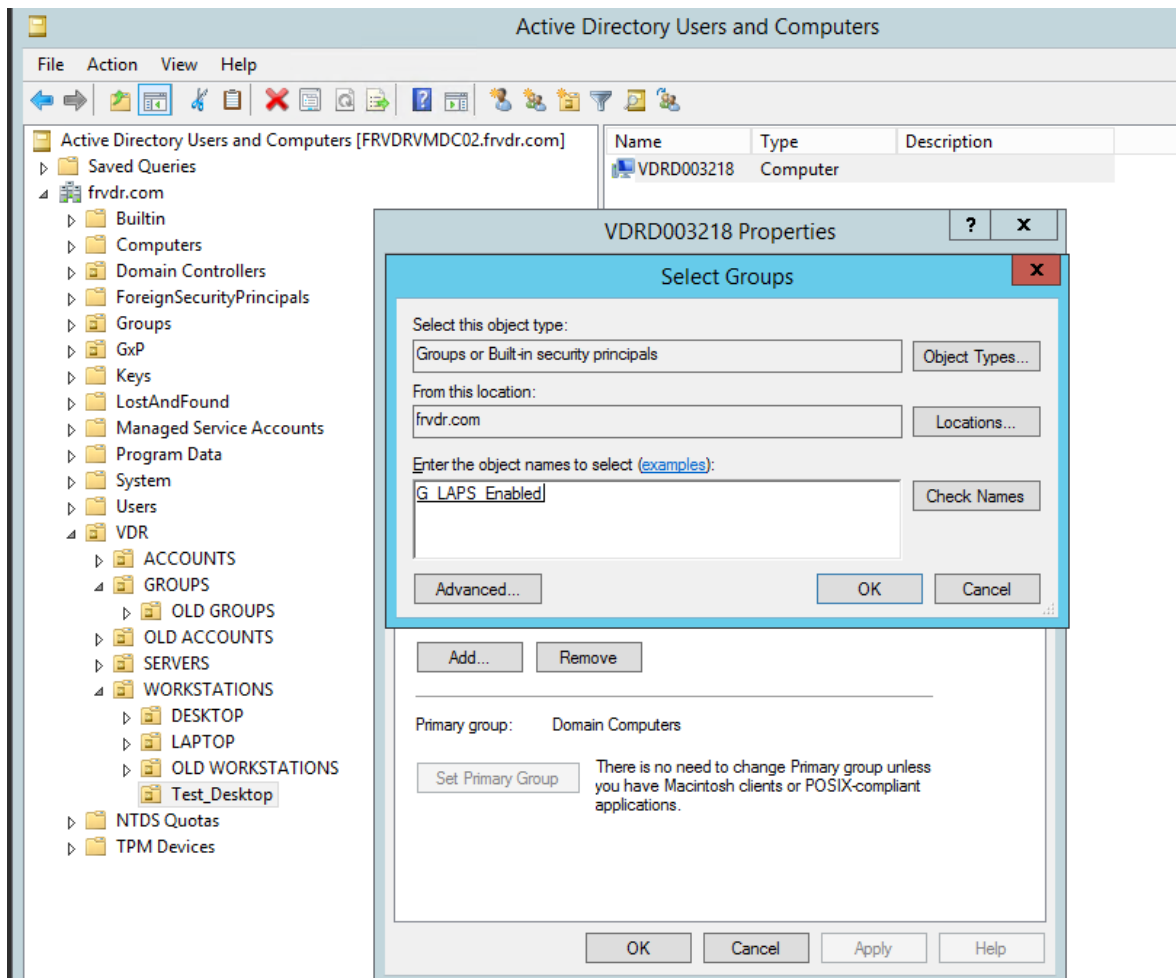 Active Directory Users and Computers
File Action View Help
Active Directory Users and Computers [FRVDRVMDC02.frvdr.com]
Saved Queries
frvdr.com
Builtin
Computers
Domain Controllers
ForeignSecurityPrincipals
Groups
GxP
Keys
LostAndFound
Managed Service Accounts
Program Data
System
Users
VDR
ACCOUNTS
GROUPS
OLD GROUPS
OLD ACCOUNTS
SERVERS
WORKSTATIONS
DESKTOP
LAPTOP
OLD WORKSTATIONS
Test_Desktop
NTDS Quotas
TPM Devices
Name Type Description
VDRD003218 Computer
VDRD003218 Properties ? x
Select Groups x
Select this object type:
Groups or Built-in security principals Object Types...
From this location:
frvdr.com Locations...
Enter the object names to select (examples):
G_LAPS_Enabled Check Names
Advanced... OK Cancel
Add... Remove
Primary group: Domain Computers
Set Primary Group
There is no need to change Primary group unless
you have Macintosh clients or POSIX-compliant
applications.
OK Cancel Apply Help